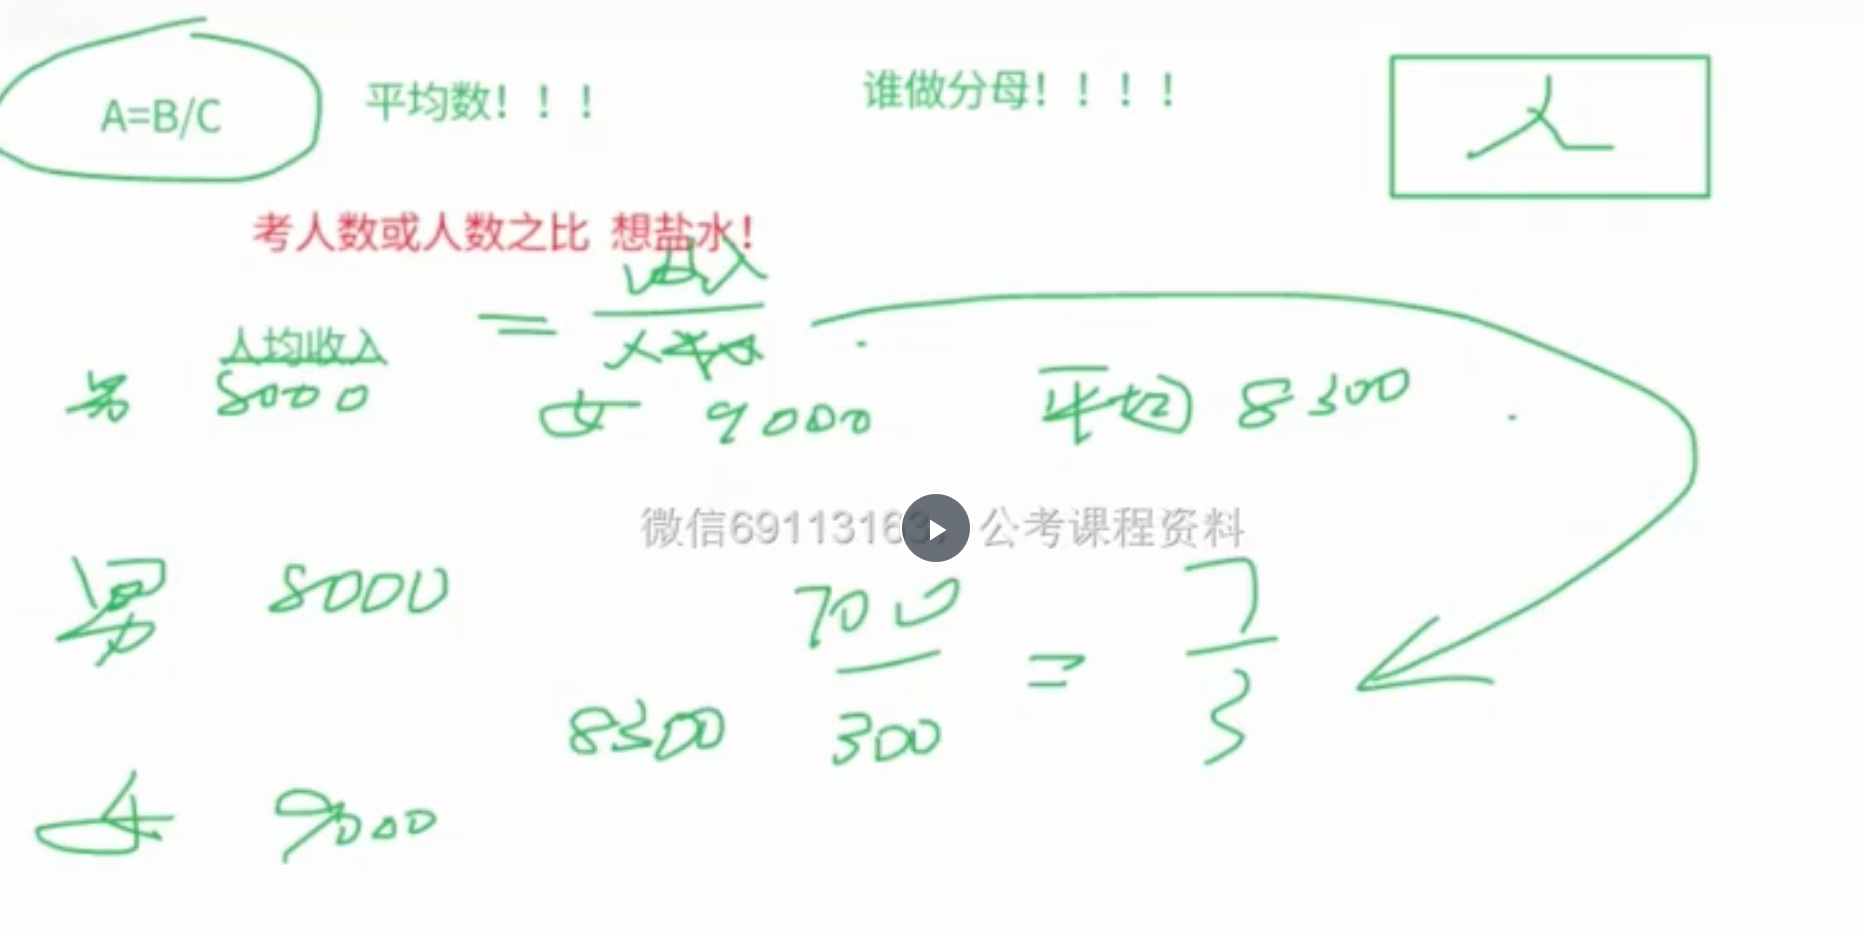 A=B/C 平均数！！！ 谁做分母！！！！
人
考人数或人数之比 想盐水！
人均收入 = 收入
人数
男 8000 女 9000 平均 8300
微信69113163，公考课程资料
男 8000
700 = 7
8300 300 3
女 9000